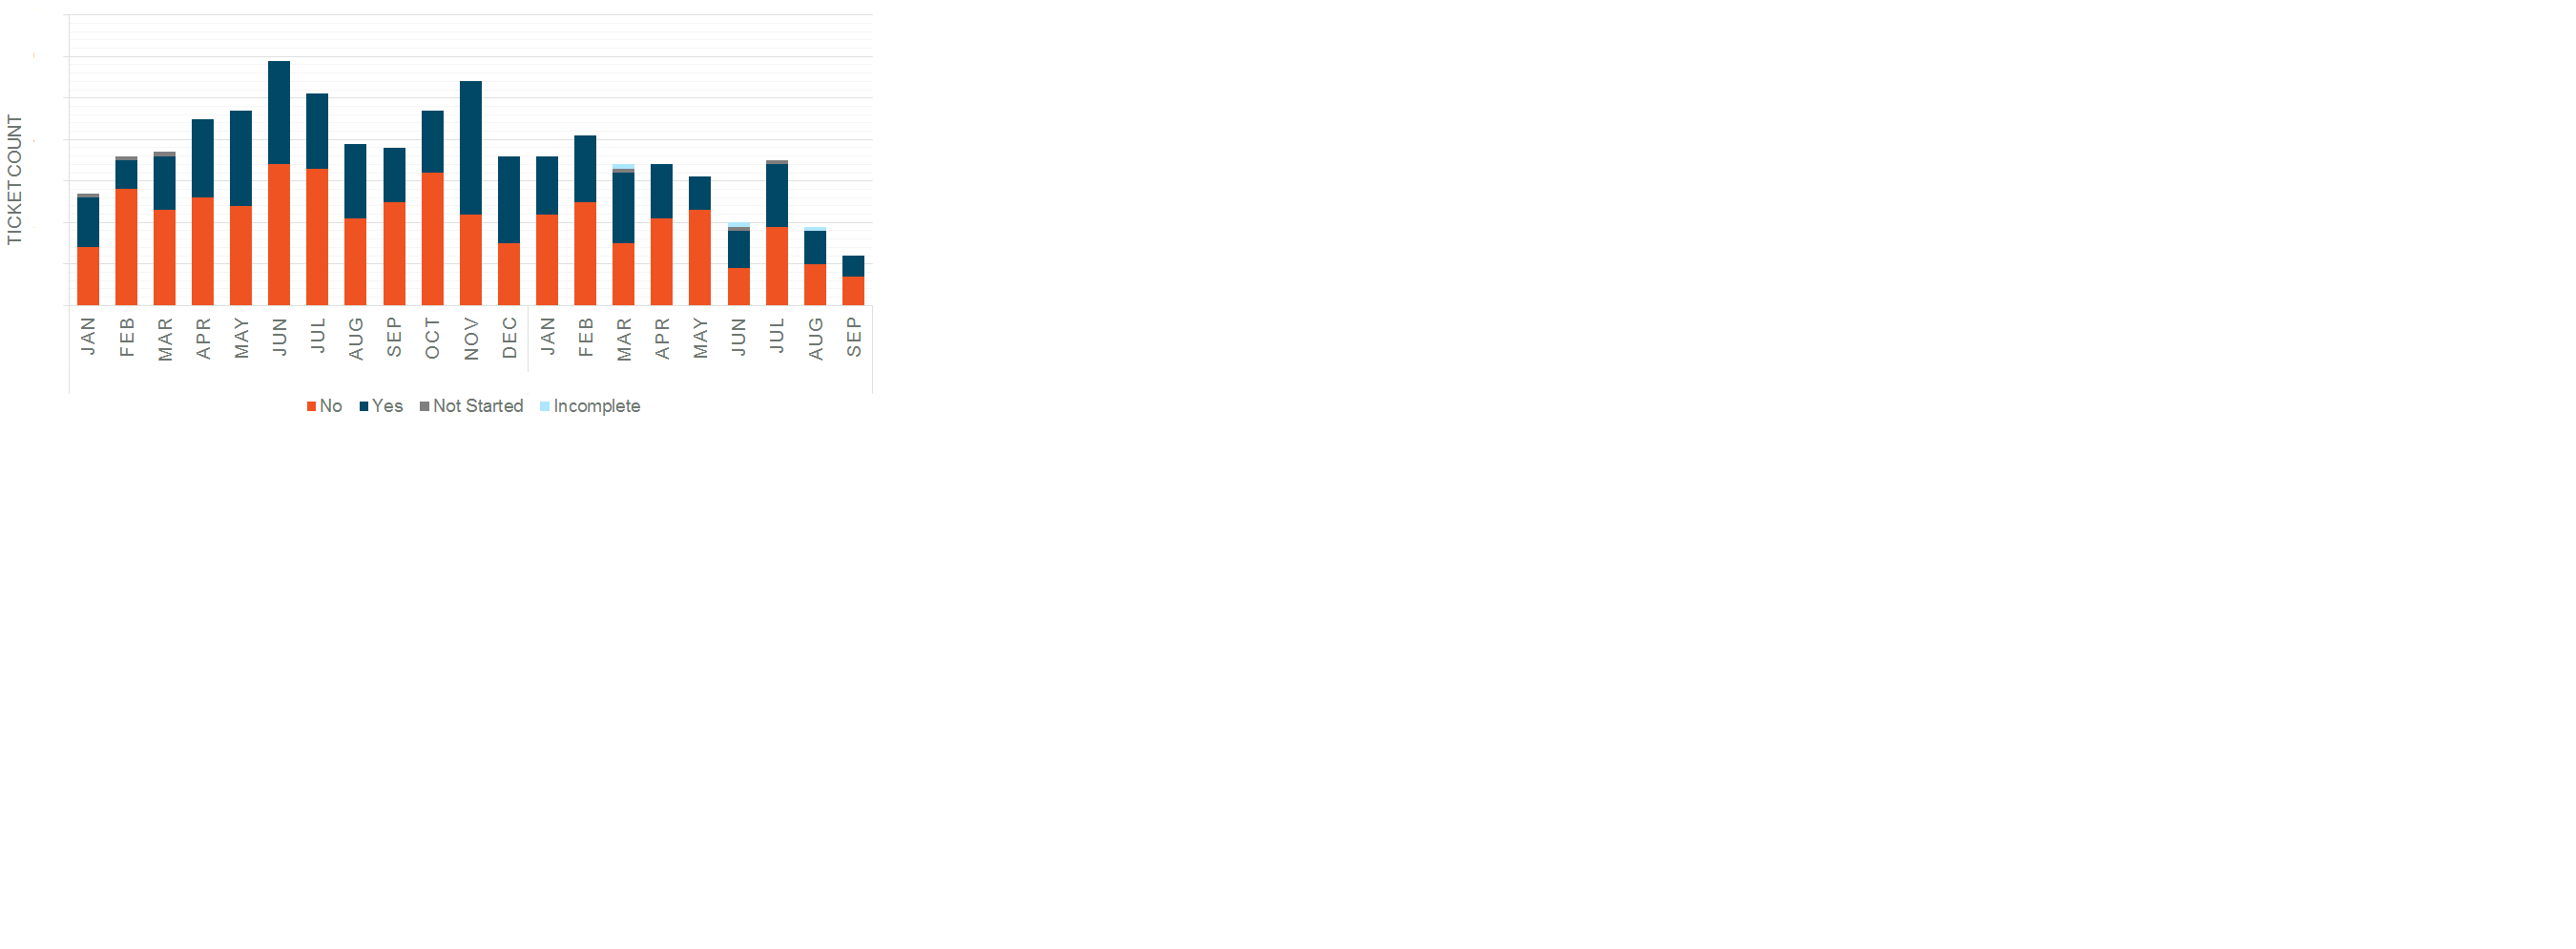 TICKET COUNT
JAN FEB MAR APR MAY JUN JUL AUG SEP OCT NOV DEC JAN FEB MAR APR MAY JUN JUL AUG SEP
No Yes Not Started Incomplete